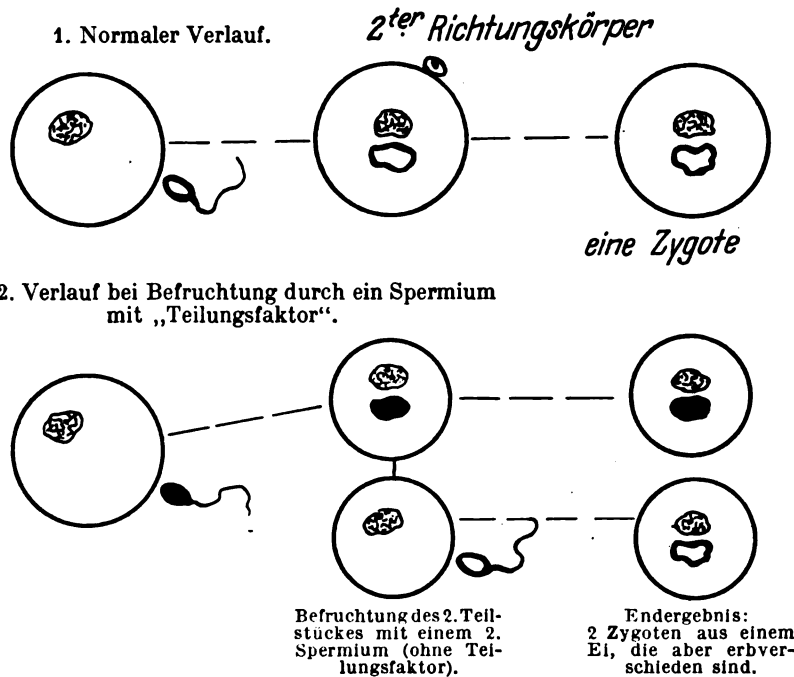 1. Normaler Verlauf.
2ter Richtungskörper
eine Zygote
2. Verlauf bei Befruchtung durch ein Spermium
mit „Teilungsfaktor“.
Befruchtung des 2. Teil-
stückes mit einem 2.
Spermium (ohne Tei-
lungsfaktor).
Endergebnis:
2 Zygoten aus einem
Ei, die aber erbver-
schieden sind.